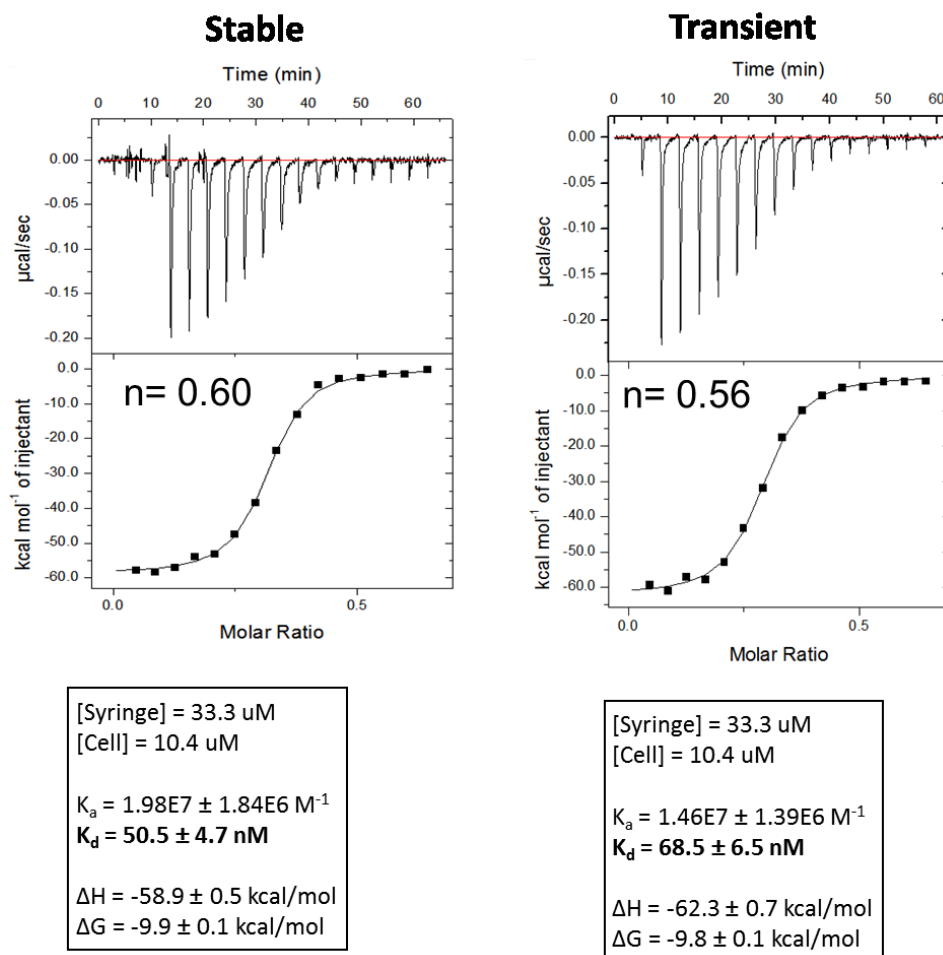 Stable
Time (min)
0 10 20 30 40 50 60
0.00
-0.05
-0.10
-0.15
-0.20
µcal/sec
0.0
-10.0
-20.0
-30.0
-40.0
-50.0
-60.0
kcal mol⁻¹ of injectant
n= 0.60
0.0 0.5
Molar Ratio
[Syringe] = 33.3 uM
[Cell] = 10.4 uM
Kₐ = 1.98E7 ± 1.84E6 M⁻¹
K_d = 50.5 ± 4.7 nM
ΔH = -58.9 ± 0.5 kcal/mol
ΔG = -9.9 ± 0.1 kcal/mol
Transient
Time (min)
0 10 20 30 40 50 60
0.00
-0.05
-0.10
-0.15
-0.20
µcal/sec
0.0
-10.0
-20.0
-30.0
-40.0
-50.0
-60.0
kcal mol⁻¹ of injectant
n= 0.56
0.0 0.5
Molar Ratio
[Syringe] = 33.3 uM
[Cell] = 10.4 uM
Kₐ = 1.46E7 ± 1.39E6 M⁻¹
K_d = 68.5 ± 6.5 nM
ΔH = -62.3 ± 0.7 kcal/mol
ΔG = -9.8 ± 0.1 kcal/mol